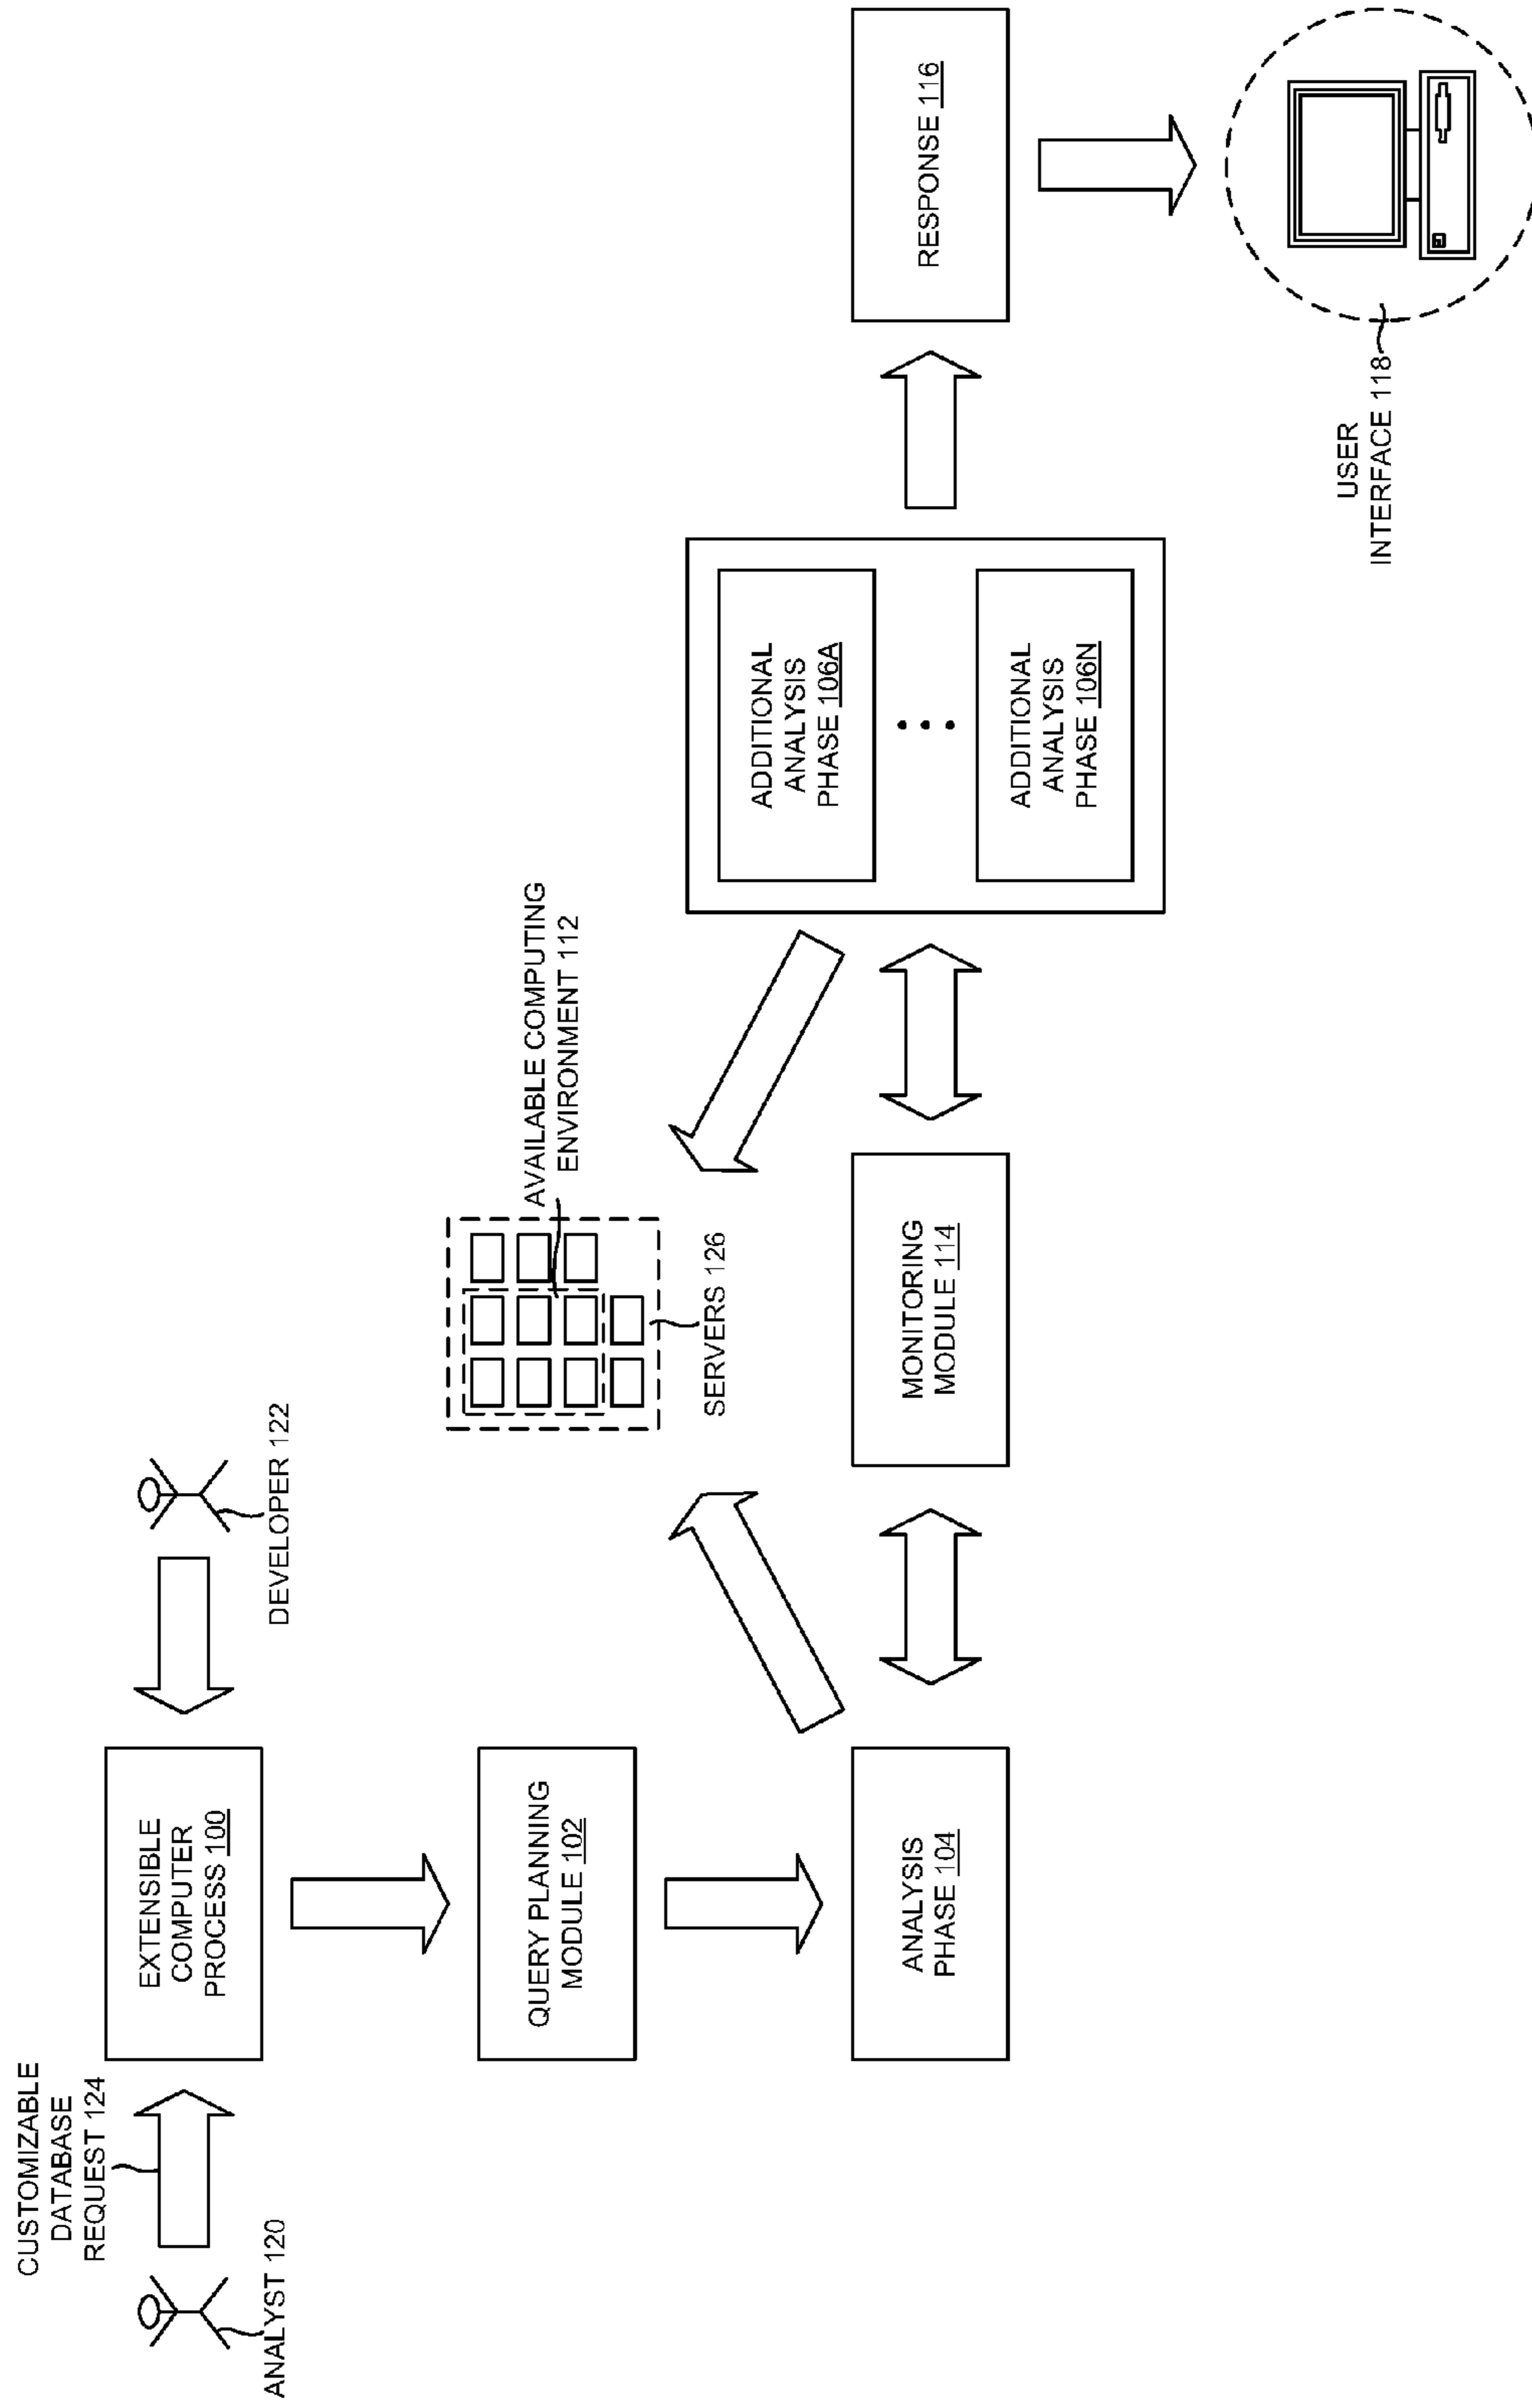 CUSTOMIZABLE
DATABASE
REQUEST 124
ANALYST 120
EXTENSIBLE
COMPUTER
PROCESS 100
DEVELOPER 122
QUERY PLANNING
MODULE 102
AVAILABLE COMPUTING
ENVIRONMENT 112
SERVERS 126
ANALYSIS
PHASE 104
MONITORING
MODULE 114
ADDITIONAL
ANALYSIS
PHASE 106A
ADDITIONAL
ANALYSIS
PHASE 106N
RESPONSE 116
USER
INTERFACE 118